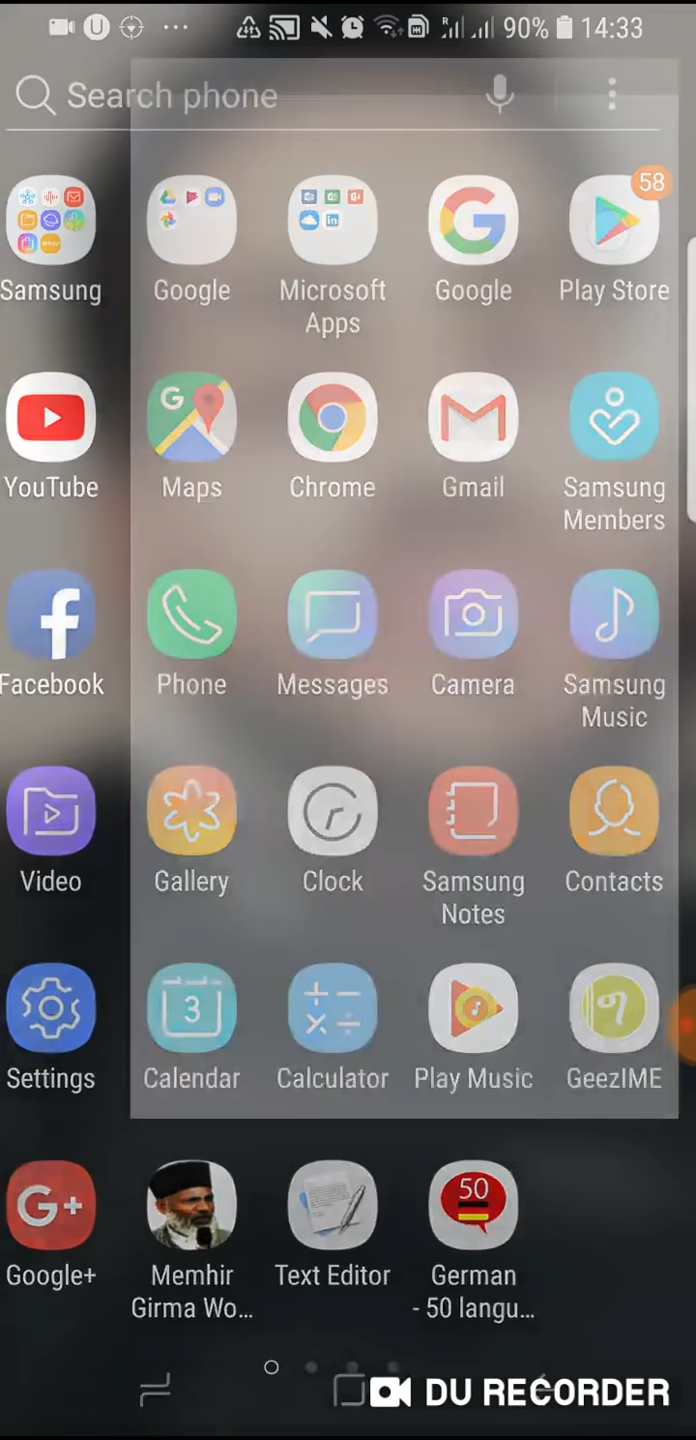 90% 14:33
Search phone
58
Samsung Google Microsoft Apps Google Play Store
YouTube Maps Chrome Gmail Samsung Members
Facebook Phone Messages Camera Samsung Music
Video Gallery Clock Samsung Notes Contacts
3
Settings Calendar Calculator Play Music GeezIME
50
Google+ Memhir Girma Wo... Text Editor German - 50 langu...
DU RECORDER